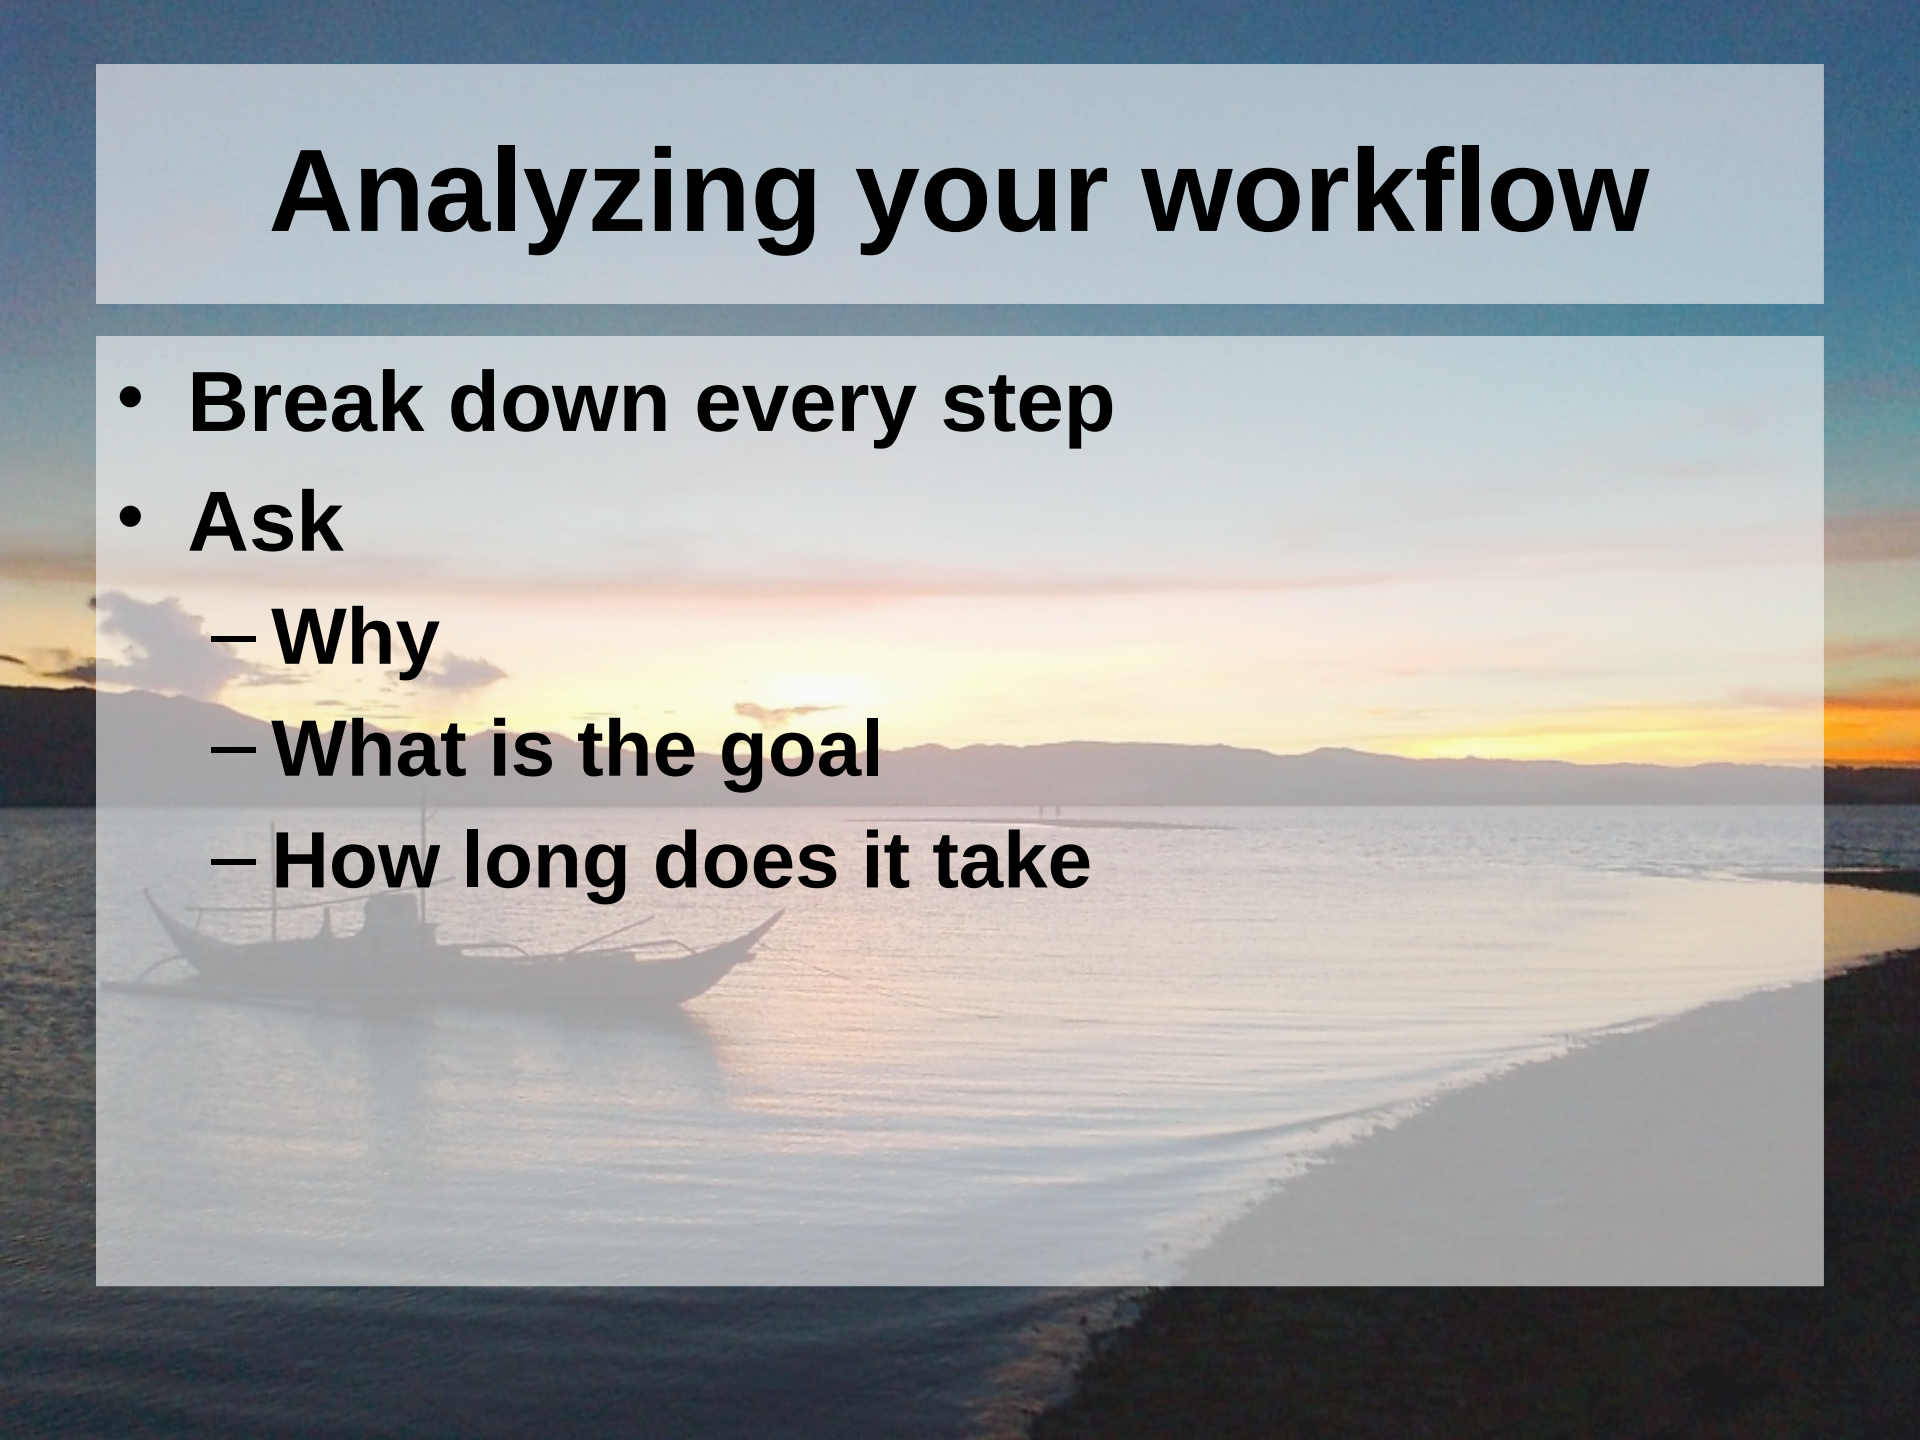 Analyzing your workflow
• Break down every step
• Ask
– Why
– What is the goal
– How long does it take